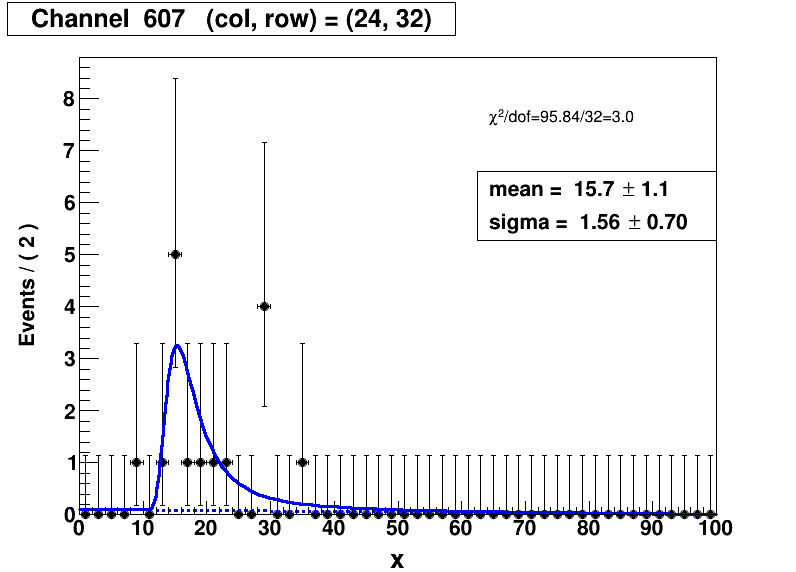 Channel 607 (col, row) = (24, 32)
χ²/dof=95.84/32=3.0
mean = 15.7 ± 1.1
sigma = 1.56 ± 0.70
Events / ( 2 )
8
7
6
5
4
3
2
1
0
0 10 20 30 40 50 60 70 80 90 100
x